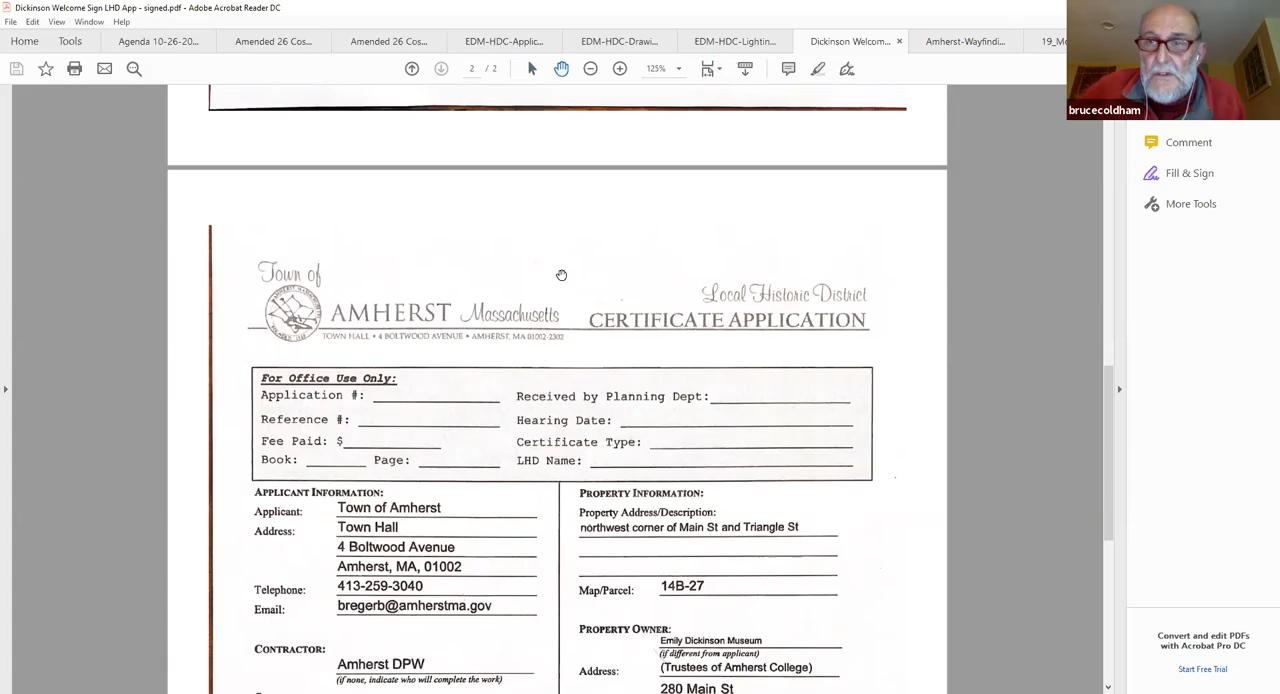 Dickinson Welcome Sign LHD App - signed.pdf - Adobe Acrobat Reader DC
File Edit View Window Help
Home Tools Agenda 10-26-20... Amended 26 Cos... Amended 26 Cos... EDM-HDC-Applic... EDM-HDC-Drawi... EDM-HDC-Lightin... Dickinson Welcom... × Amherst-Wayfindi... 19_Mo
2 / 2 125%
brucecoldham
Comment
Fill & Sign
More Tools
Convert and edit PDFs
with Acrobat Pro DC
Start Free Trial
Town of
AMHERST Massachusetts
TOWN HALL • 4 BOLTWOOD AVENUE • AMHERST, MA 01002-2302
Local Historic District
CERTIFICATE APPLICATION
For Office Use Only:
Application #:
Received by Planning Dept:
Reference #:
Hearing Date:
Fee Paid: $
Certificate Type:
Book: Page:
LHD Name:
APPLICANT INFORMATION:
Applicant: Town of Amherst
Address: Town Hall
4 Boltwood Avenue
Amherst, MA, 01002
Telephone: 413-259-3040
Email: bregerb@amherstma.gov
CONTRACTOR:
Amherst DPW
(if none, indicate who will complete the work)
PROPERTY INFORMATION:
Property Address/Description:
northwest corner of Main St and Triangle St
Map/Parcel: 14B-27
PROPERTY OWNER:
Emily Dickinson Museum
(if different from applicant)
Address: (Trustees of Amherst College)
280 Main St